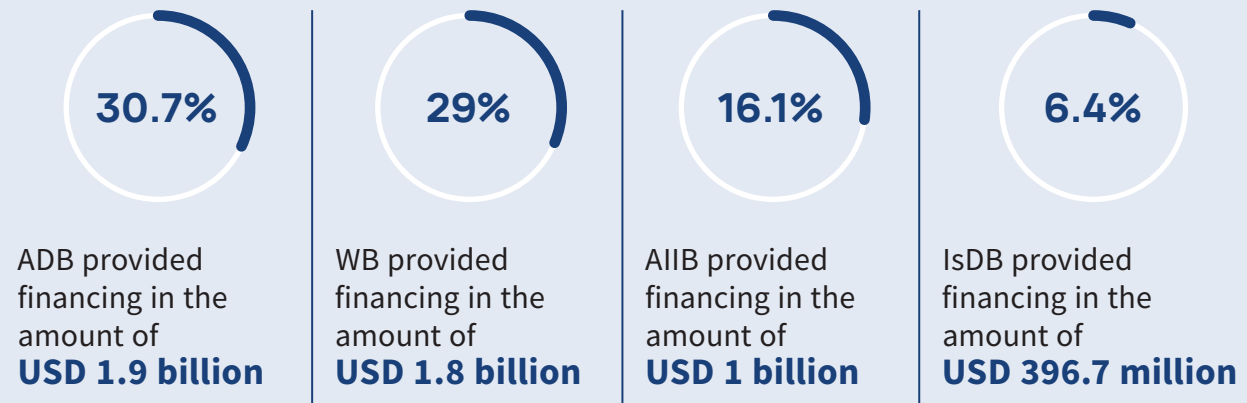 30.7%
ADB provided
financing in the
amount of
USD 1.9 billion
29%
WB provided
financing in the
amount of
USD 1.8 billion
16.1%
AIIB provided
financing in the
amount of
USD 1 billion
6.4%
IsDB provided
financing in the
amount of
USD 396.7 million